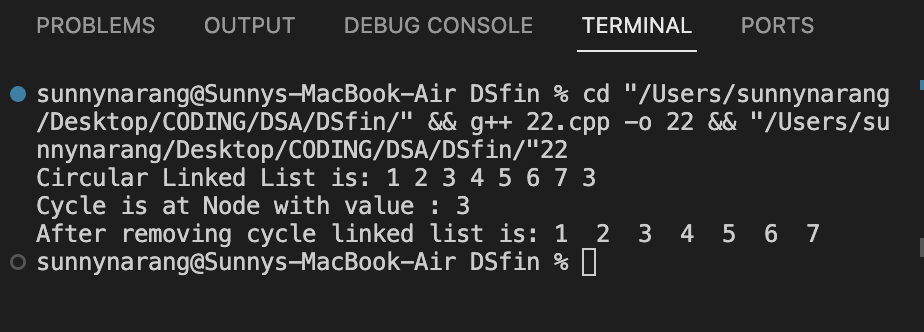 PROBLEMS OUTPUT DEBUG CONSOLE TERMINAL PORTS
sunnynarang@Sunnys-MacBook-Air DSfin % cd "/Users/sunnynarang
/Desktop/CODING/DSA/DSfin/" && g++ 22.cpp -o 22 && "/Users/su
nnynarang/Desktop/CODING/DSA/DSfin/"22
Circular Linked List is: 1 2 3 4 5 6 7 3
Cycle is at Node with value : 3
After removing cycle linked list is: 1  2  3  4  5  6  7
sunnynarang@Sunnys-MacBook-Air DSfin %